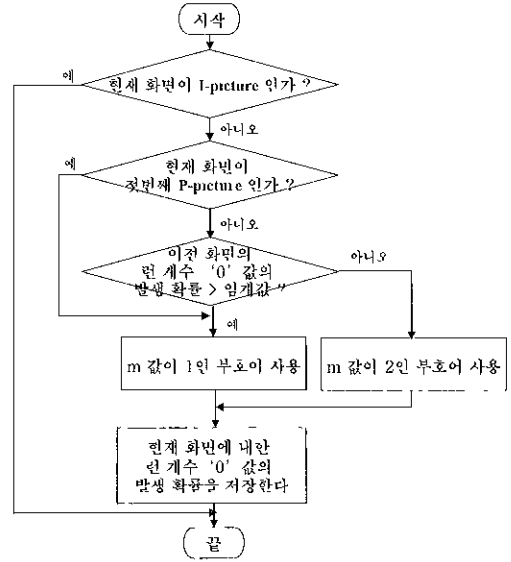 시작
예
현재 화면이 I-picture 인가 ?
아니오
예
현재 화면이
첫번째 P-picture 인가 ?
아니오
이전 화면의
런 계수 '0' 값의
발생 확률 > 임계값 ?
아니오
예
m 값이 1인 부호어 사용
m 값이 2인 부호어 사용
현재 화면에 대한
런 계수 '0' 값의
발생 확률을 저장한다
끝